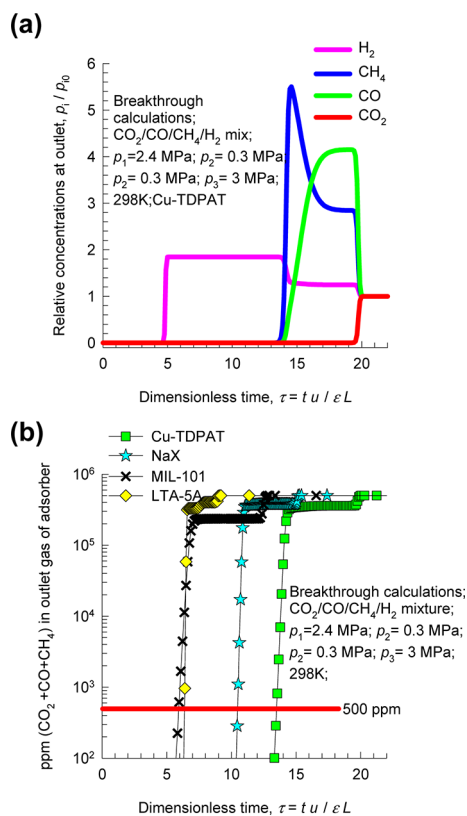 (a)
H2
CH4
CO
CO2
Relative concentrations at outlet, pi / pi0
6
5
4
3
2
1
0
Breakthrough
calculations;
CO2/CO/CH4/H2 mix;
p1=2.4 MPa; p2= 0.3 MPa;
p2= 0.3 MPa; p3= 3 MPa;
298K;Cu-TDPAT
0 5 10 15 20
Dimensionless time, τ = t u / ε L
(b)
Cu-TDPAT
NaX
MIL-101
LTA-5A
ppm (CO2 +CO+CH4) in outlet gas of adsorber
10^6
10^5
10^4
10^3
10^2
Breakthrough calculations;
CO2/CO/CH4/H2 mixture;
p1=2.4 MPa; p2= 0.3 MPa;
p2= 0.3 MPa; p3= 3 MPa;
298K;
500 ppm
0 5 10 15 20
Dimensionless time, τ = t u / ε L